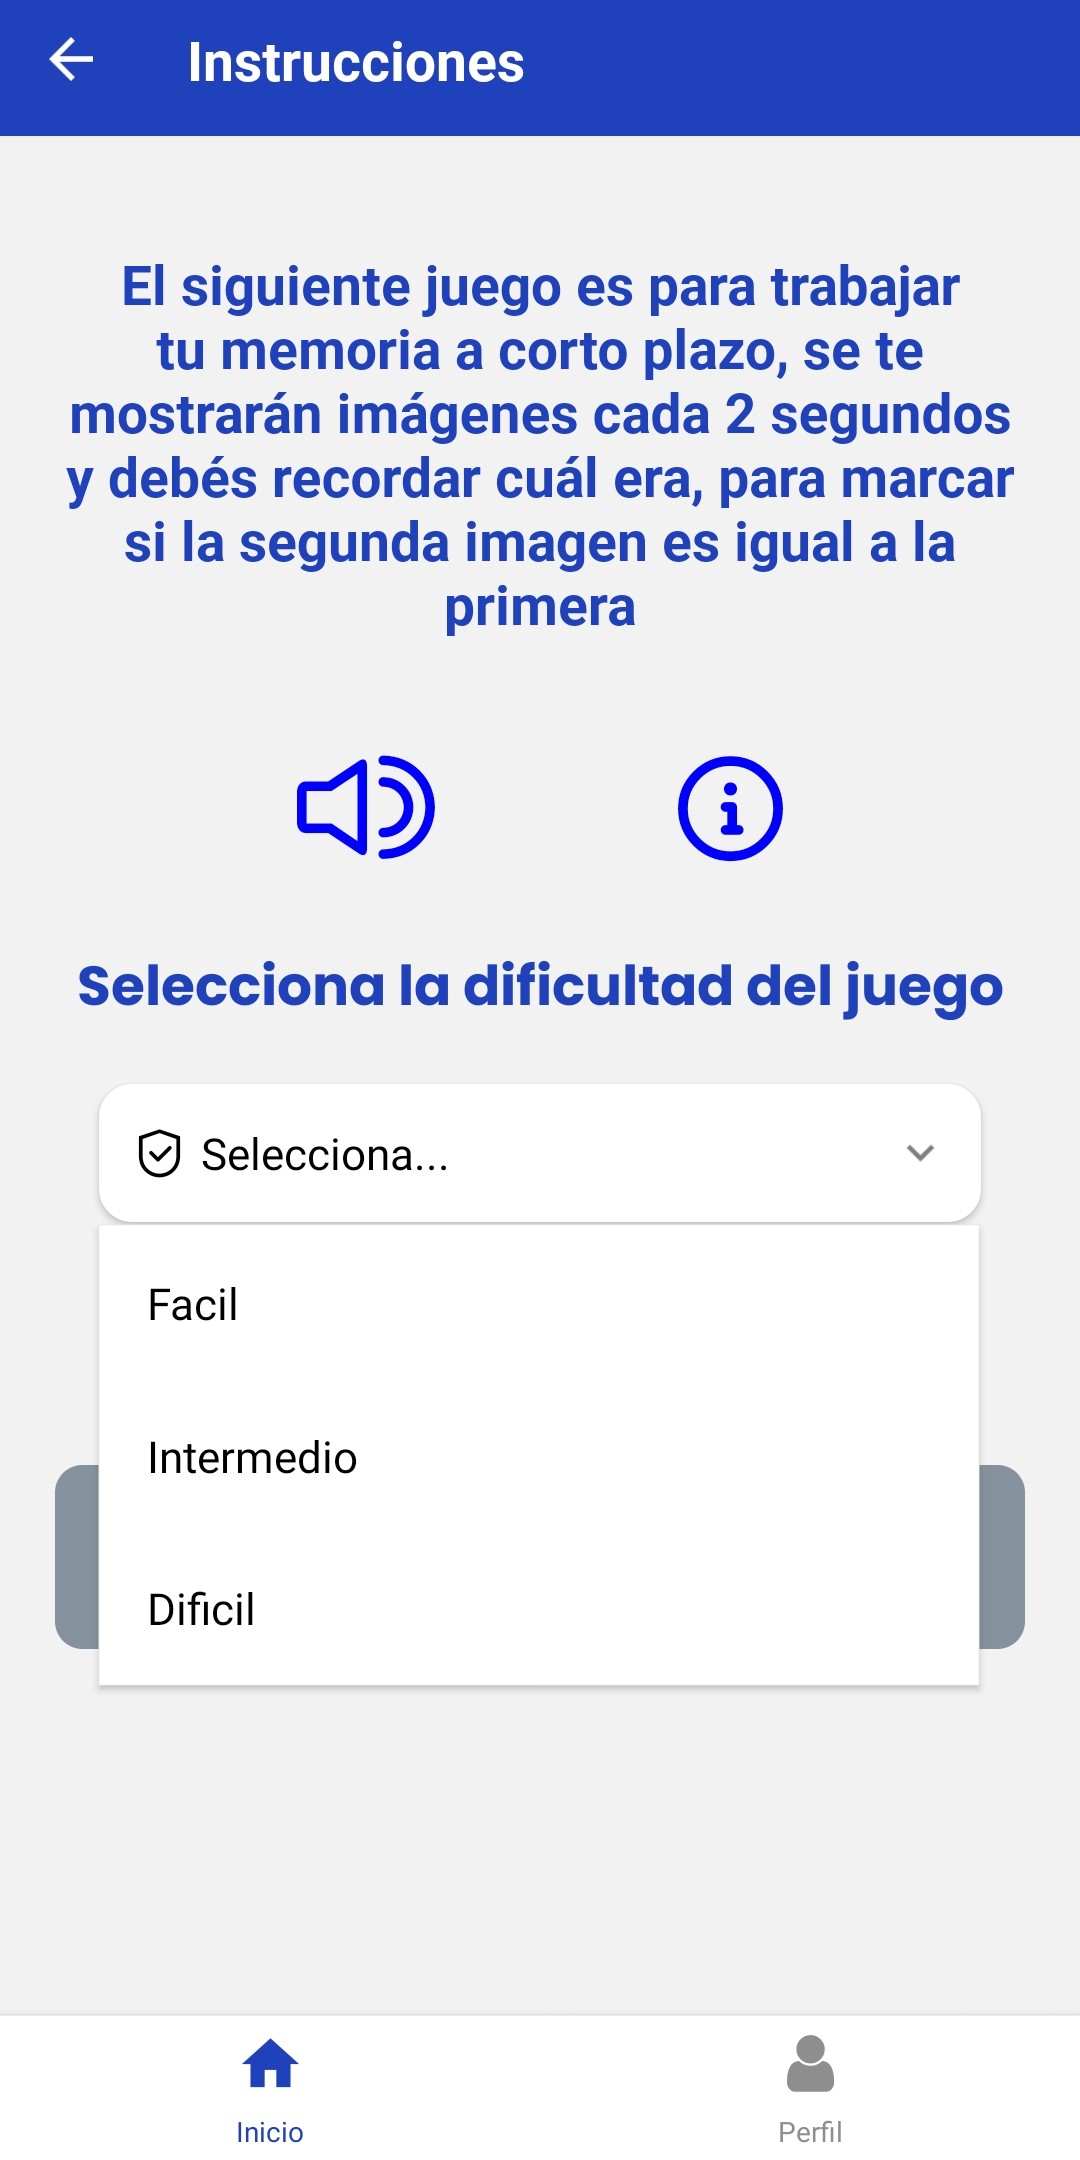 Instrucciones
El siguiente juego es para trabajar
tu memoria a corto plazo, se te
mostrarán imágenes cada 2 segundos
y debés recordar cuál era, para marcar
si la segunda imagen es igual a la
primera
Selecciona la dificultad del juego
Selecciona...
Facil
Intermedio
Dificil
Inicio
Perfil